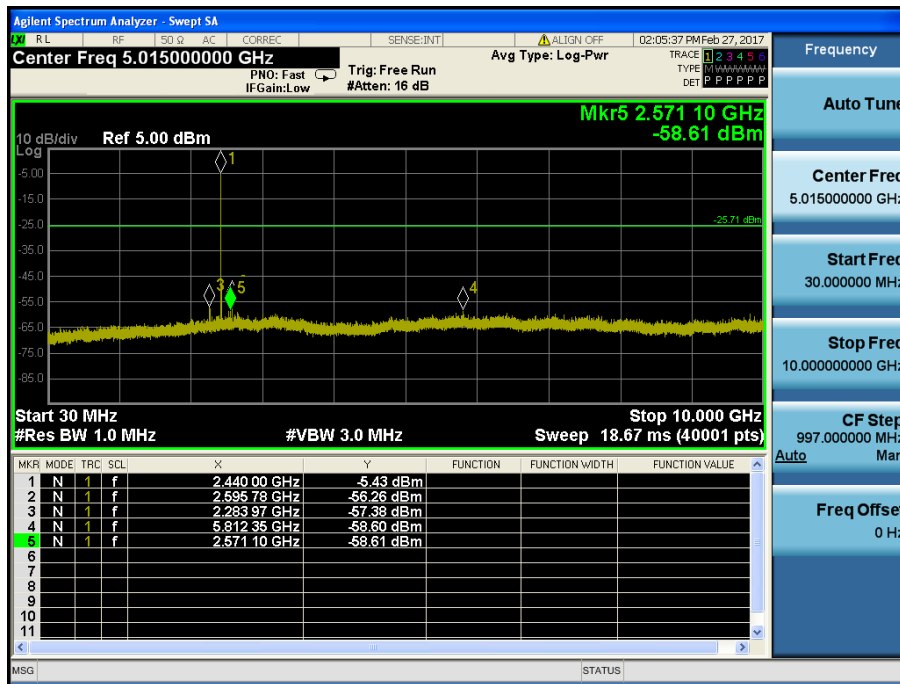 Agilent Spectrum Analyzer - Swept SA
LXI RL RF 50 Ω AC CORREC SENSE:INT ALIGN OFF 02:05:37 PM Feb 27, 2017
Center Freq 5.015000000 GHz
PNO: Fast
IFGain:Low
Trig: Free Run
#Atten: 16 dB
Avg Type: Log-Pwr
TRACE 1 2 3 4 5 6
TYPE M W W W W W
DET P P P P P P
Mkr5 2.571 10 GHz
-58.61 dBm
10 dB/div Ref 5.00 dBm
Log
1
-5.00
-15.0
-25.0
-25.71 dBm
-35.0
-45.0
3 5 4
-55.0
-65.0
-75.0
-85.0
Start 30 MHz Stop 10.000 GHz
#Res BW 1.0 MHz #VBW 3.0 MHz Sweep 18.67 ms (40001 pts)
MKR MODE TRC SCL X Y FUNCTION FUNCTION WIDTH FUNCTION VALUE
1 N 1 f 2.440 00 GHz -5.43 dBm
2 N 1 f 2.595 78 GHz -56.26 dBm
3 N 1 f 2.283 97 GHz -57.38 dBm
4 N 1 f 5.812 35 GHz -58.60 dBm
5 N 1 f 2.571 10 GHz -58.61 dBm
6
7
8
9
10
11
MSG STATUS
Frequency
Auto Tune
Center Freq
5.015000000 GHz
Start Freq
30.000000 MHz
Stop Freq
10.000000000 GHz
CF Step
997.000000 MHz
Auto Man
Freq Offset
0 Hz